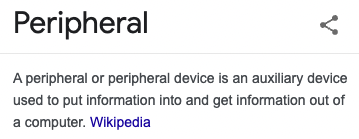 Peripheral
A peripheral or peripheral device is an auxiliary device
used to put information into and get information out of
a computer. Wikipedia